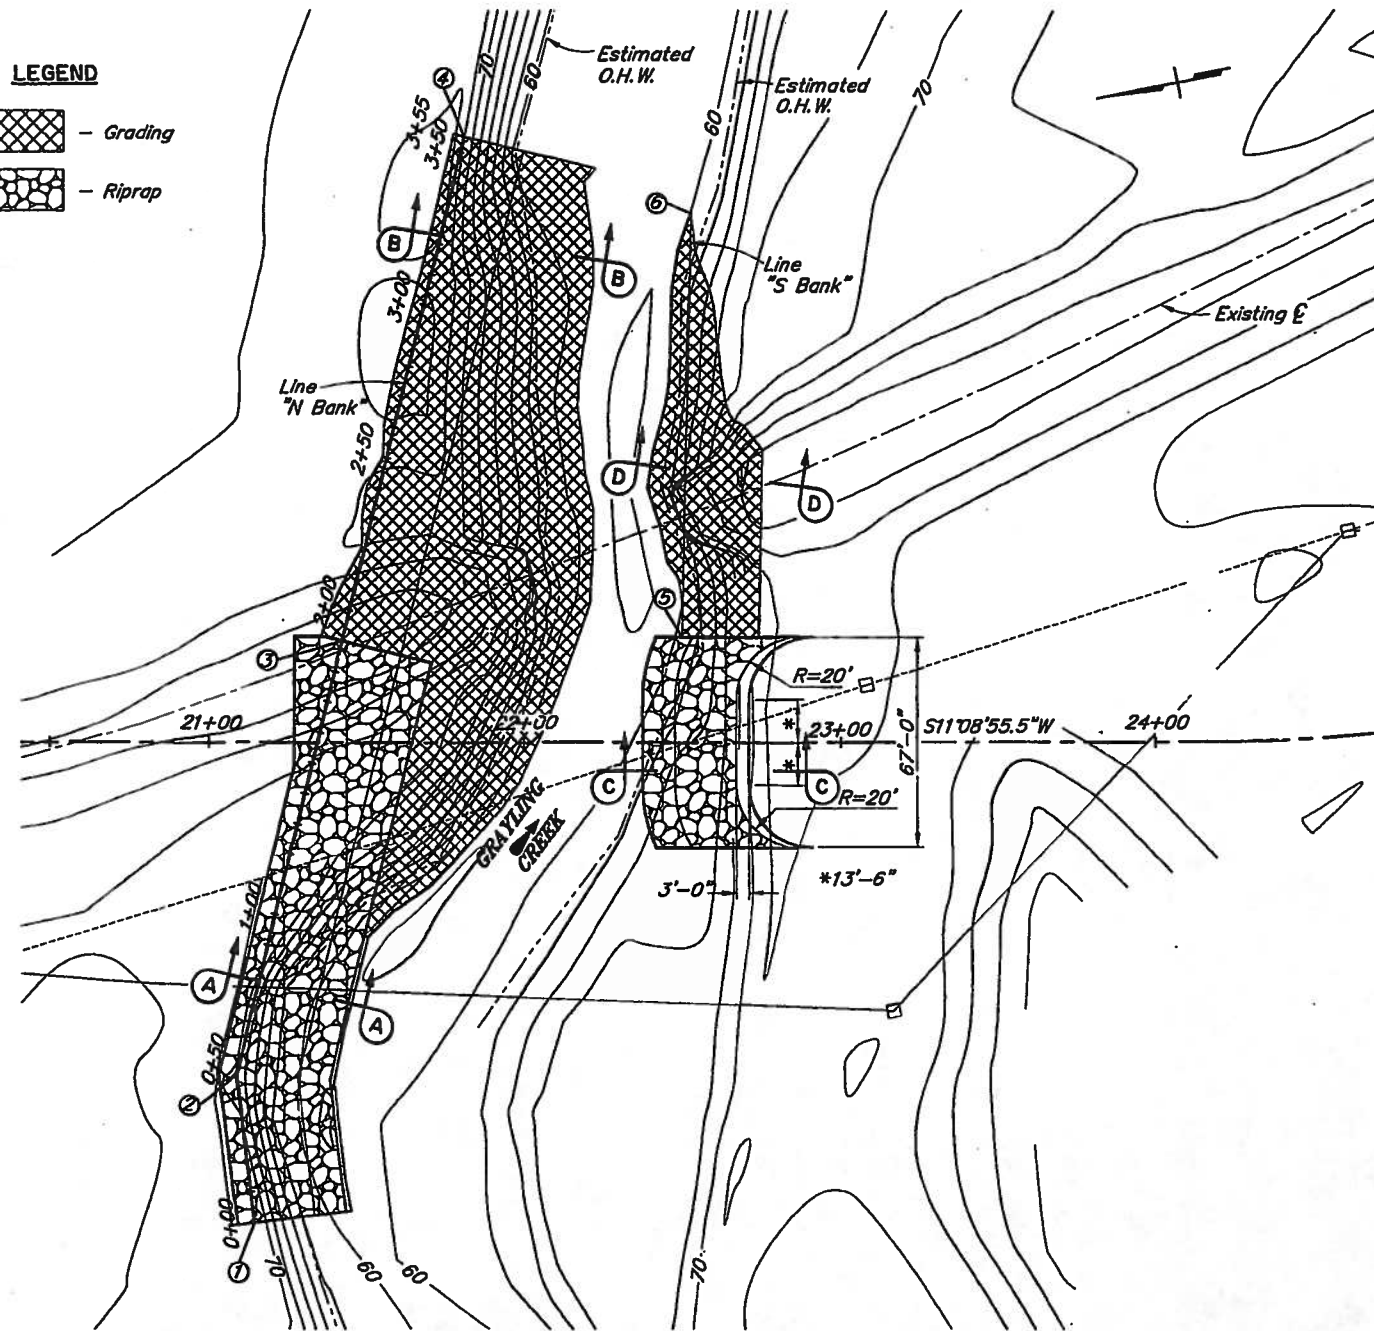 LEGEND
– Grading
– Riprap
Estimated
O.H.W.
Estimated
O.H.W.
70
60
60
70
4
3+55
3+50
6
B
B
Line
"S Bank"
3+00
Existing ℄
Line
"N Bank"
2+50
D
D
2+00
5
3
R=20'
21+00
22+00
*
23+00
S11°08'55.5"W
24+00
67'-0"
*
C
C
R=20'
GRAYLING
CREEK
3'-0"
*13'-6"
1+00
A
A
0+50
2
0+00
1
70
60
60
70